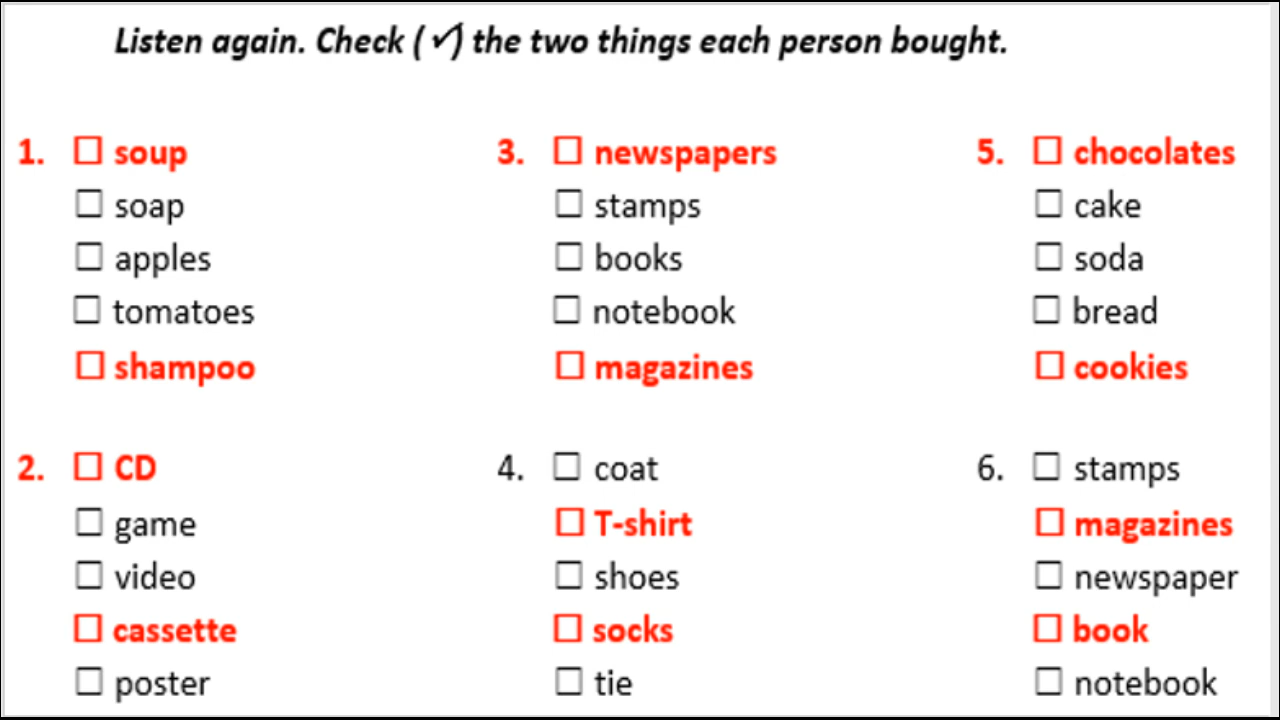 Listen again. Check (✓) the two things each person bought.
1. ☐ soup
☐ soap
☐ apples
☐ tomatoes
☐ shampoo
2. ☐ CD
☐ game
☐ video
☐ cassette
☐ poster
3. ☐ newspapers
☐ stamps
☐ books
☐ notebook
☐ magazines
4. ☐ coat
☐ T-shirt
☐ shoes
☐ socks
☐ tie
5. ☐ chocolates
☐ cake
☐ soda
☐ bread
☐ cookies
6. ☐ stamps
☐ magazines
☐ newspaper
☐ book
☐ notebook